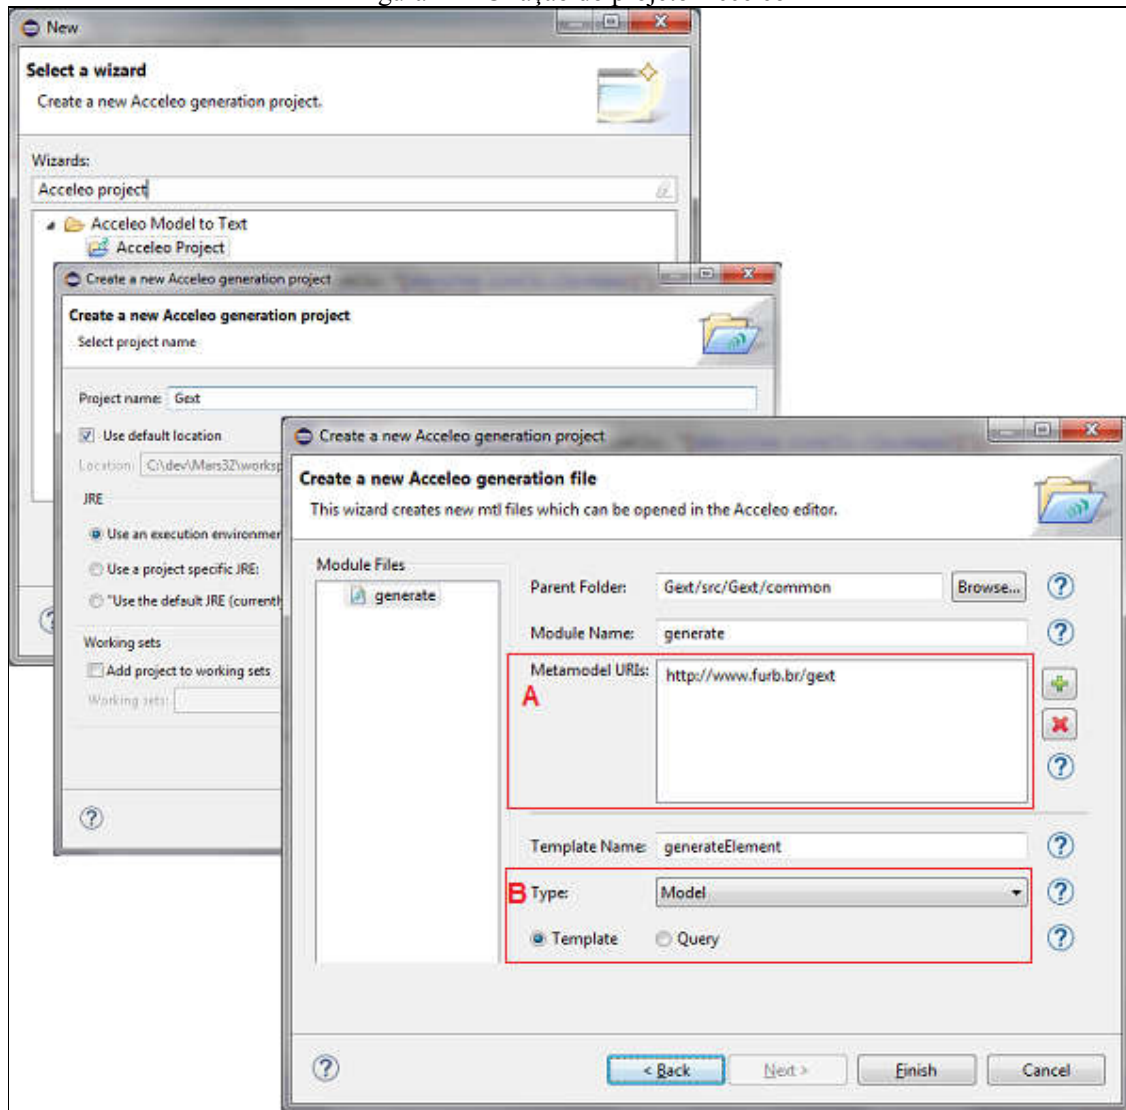 New
Select a wizard
Create a new Acceleo generation project.
Wizards:
Acceleo project
Acceleo Model to Text
Acceleo Project
Create a new Acceleo generation project
Create a new Acceleo generation project
Select project name
Project name: Gext
Use default location
Location: C:\dev\Mars32\worksp
JRE
Use an execution environmen
Use a project specific JRE:
"Use the default JRE (currently
Working sets
Add project to working sets
Working sets:
Create a new Acceleo generation project
Create a new Acceleo generation file
This wizard creates new mtl files which can be opened in the Acceleo editor.
Module Files
generate
Parent Folder: Gext/src/Gext/common Browse...
Module Name: generate
Metamodel URIs: http://www.furb.br/gext
A
Template Name: generateElement
B Type: Model
Template Query
< Back Next > Finish Cancel